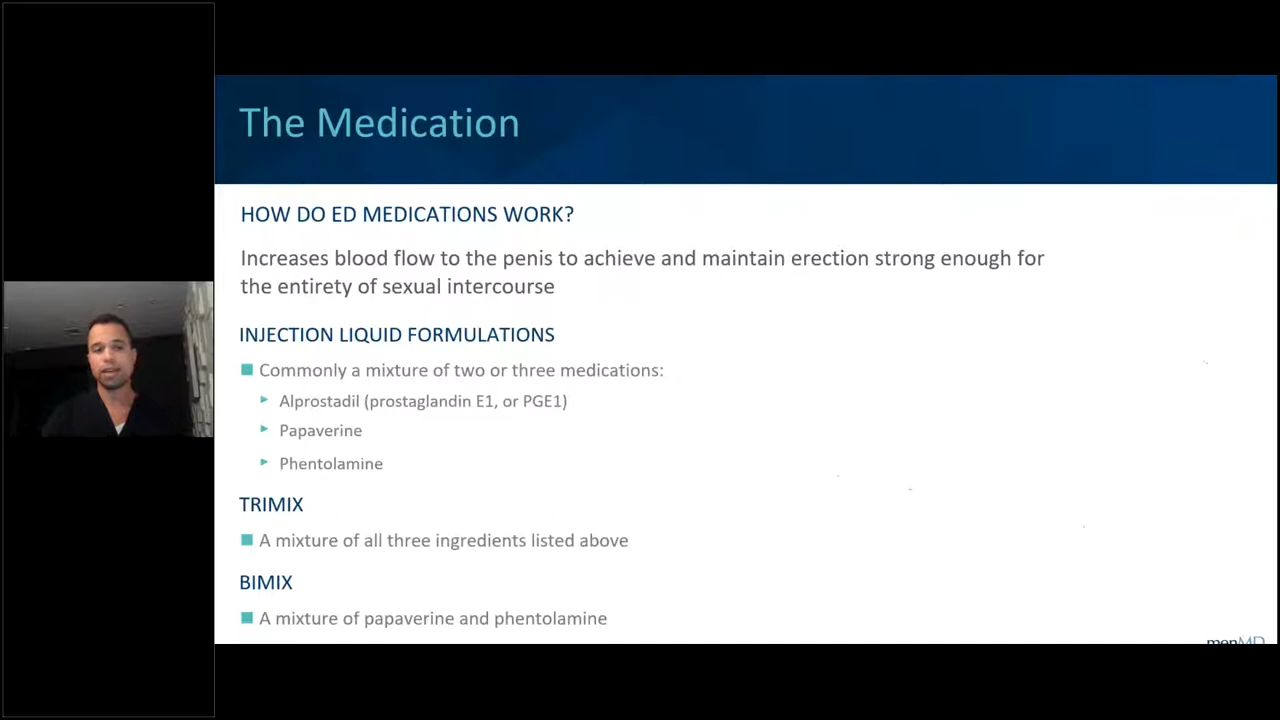 The Medication
HOW DO ED MEDICATIONS WORK?
Increases blood flow to the penis to achieve and maintain erection strong enough for
the entirety of sexual intercourse
INJECTION LIQUID FORMULATIONS
Commonly a mixture of two or three medications:
Alprostadil (prostaglandin E1, or PGE1)
Papaverine
Phentolamine
TRIMIX
A mixture of all three ingredients listed above
BIMIX
A mixture of papaverine and phentolamine
menMD